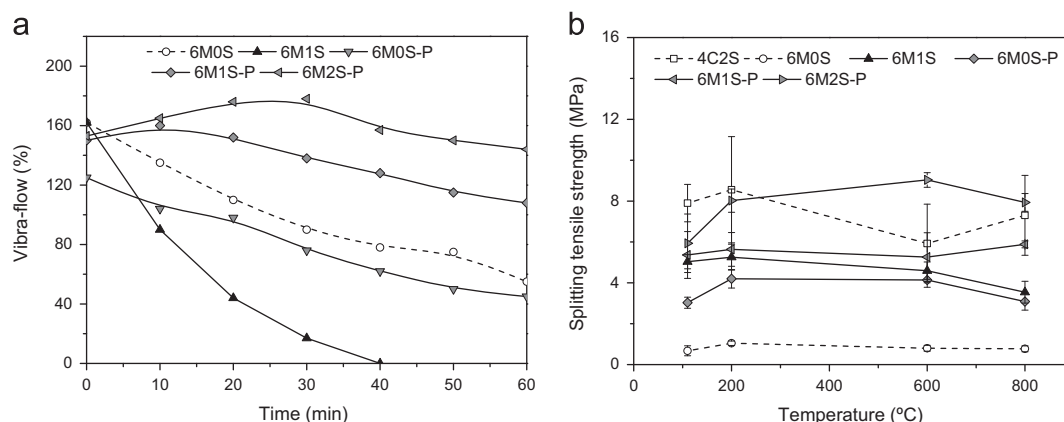 a
6M0S 6M1S 6M0S-P
6M1S-P 6M2S-P
200
160
120
80
40
0
Vibra-flow (%)
0 10 20 30 40 50 60
Time (min)
b
4C2S 6M0S 6M1S 6M0S-P
6M1S-P 6M2S-P
16
12
8
4
0
Splitting tensile strength (MPa)
0 200 400 600 800
Temperature (ºC)